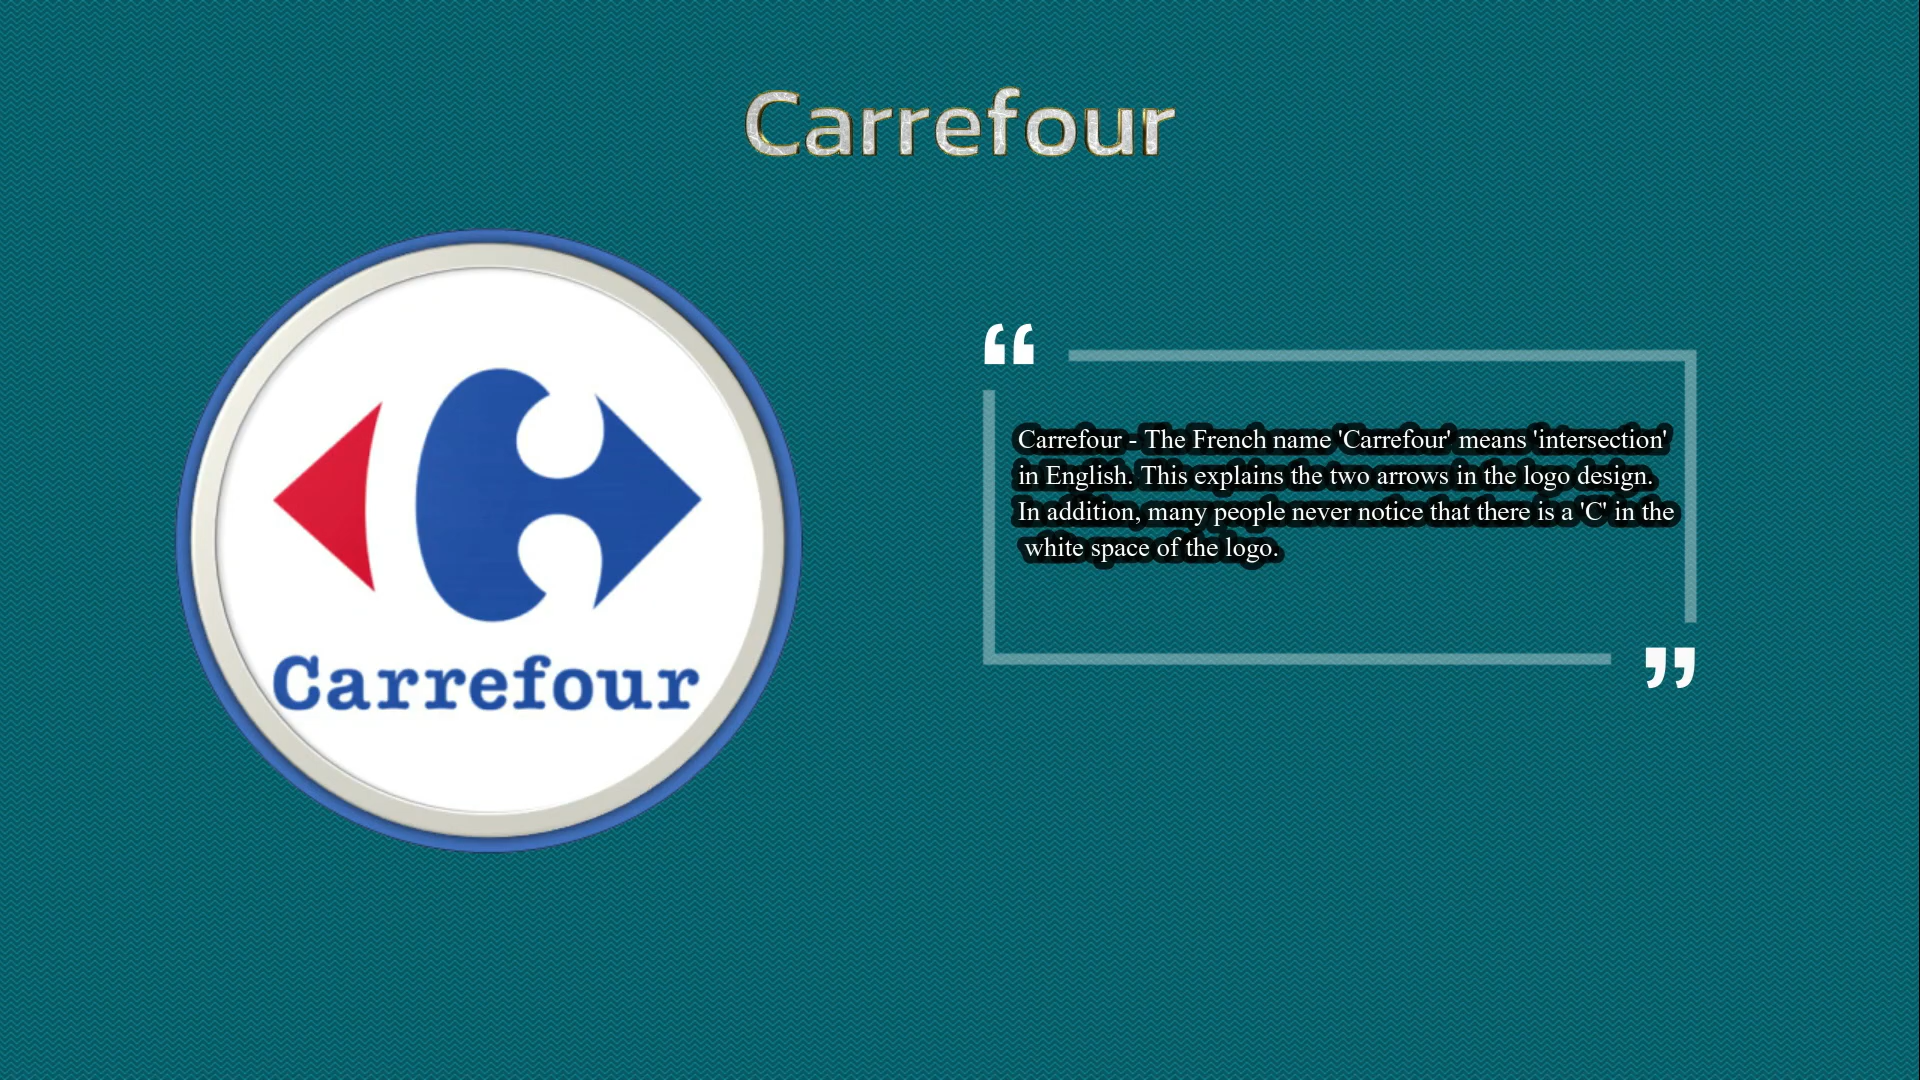 Carrefour
Carrefour
“
Carrefour - The French name 'Carrefour' means 'intersection'
in English. This explains the two arrows in the logo design.
In addition, many people never notice that there is a 'C' in the
white space of the logo.
”